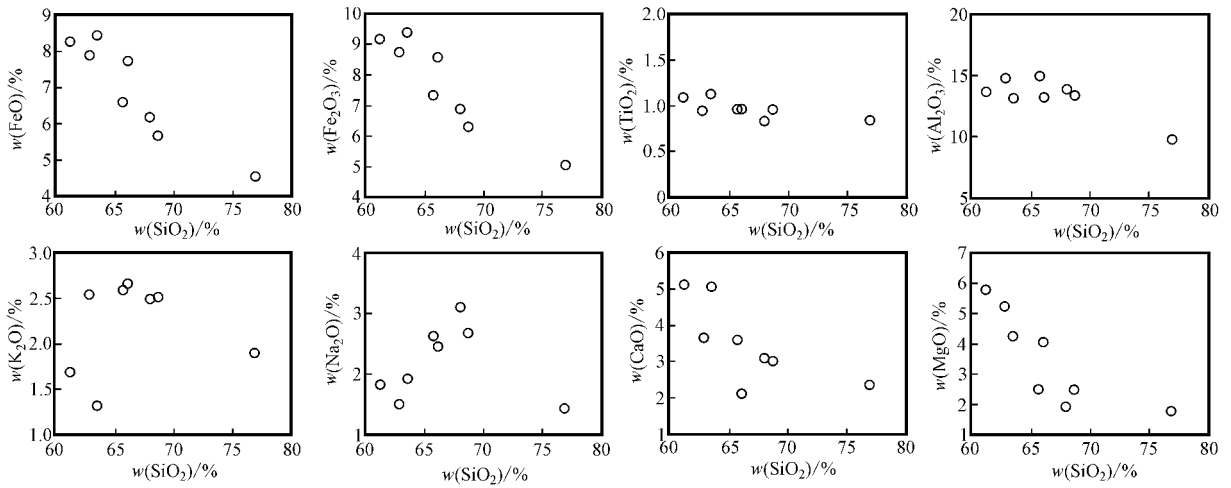 w(FeO)/%
9
8
7
6
5
4
60 65 70 75 80
w(SiO₂)/%
w(Fe₂O₃)/%
10
9
8
7
6
5
4
60 65 70 75 80
w(SiO₂)/%
w(TiO₂)/%
2.0
1.5
1.0
0.5
0
60 65 70 75 80
w(SiO₂)/%
w(Al₂O₃)/%
20
15
10
5
60 65 70 75 80
w(SiO₂)/%
w(K₂O)/%
3.0
2.5
2.0
1.5
1.0
60 65 70 75 80
w(SiO₂)/%
w(Na₂O)/%
4
3
2
1
60 65 70 75 80
w(SiO₂)/%
w(CaO)/%
6
5
4
3
2
1
60 65 70 75 80
w(SiO₂)/%
w(MgO)/%
7
6
5
4
3
2
1
60 65 70 75 80
w(SiO₂)/%